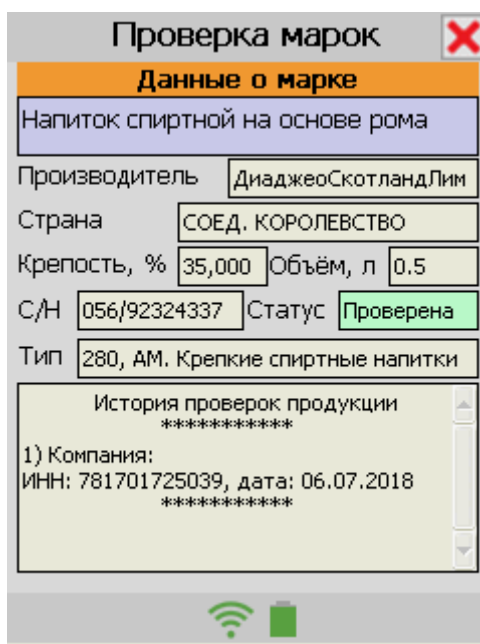 Проверка марок
Данные о марке
Напиток спиртной на основе рома
Производитель ДиаджеоСкотландЛим
Страна СОЕД. КОРОЛЕВСТВО
Крепость, % 35,000 Объём, л 0.5
С/Н 056/92324337 Статус Проверена
Тип 280, АМ. Крепкие спиртные напитки
История проверок продукции
***********
1) Компания:
ИНН: 781701725039, дата: 06.07.2018
***********